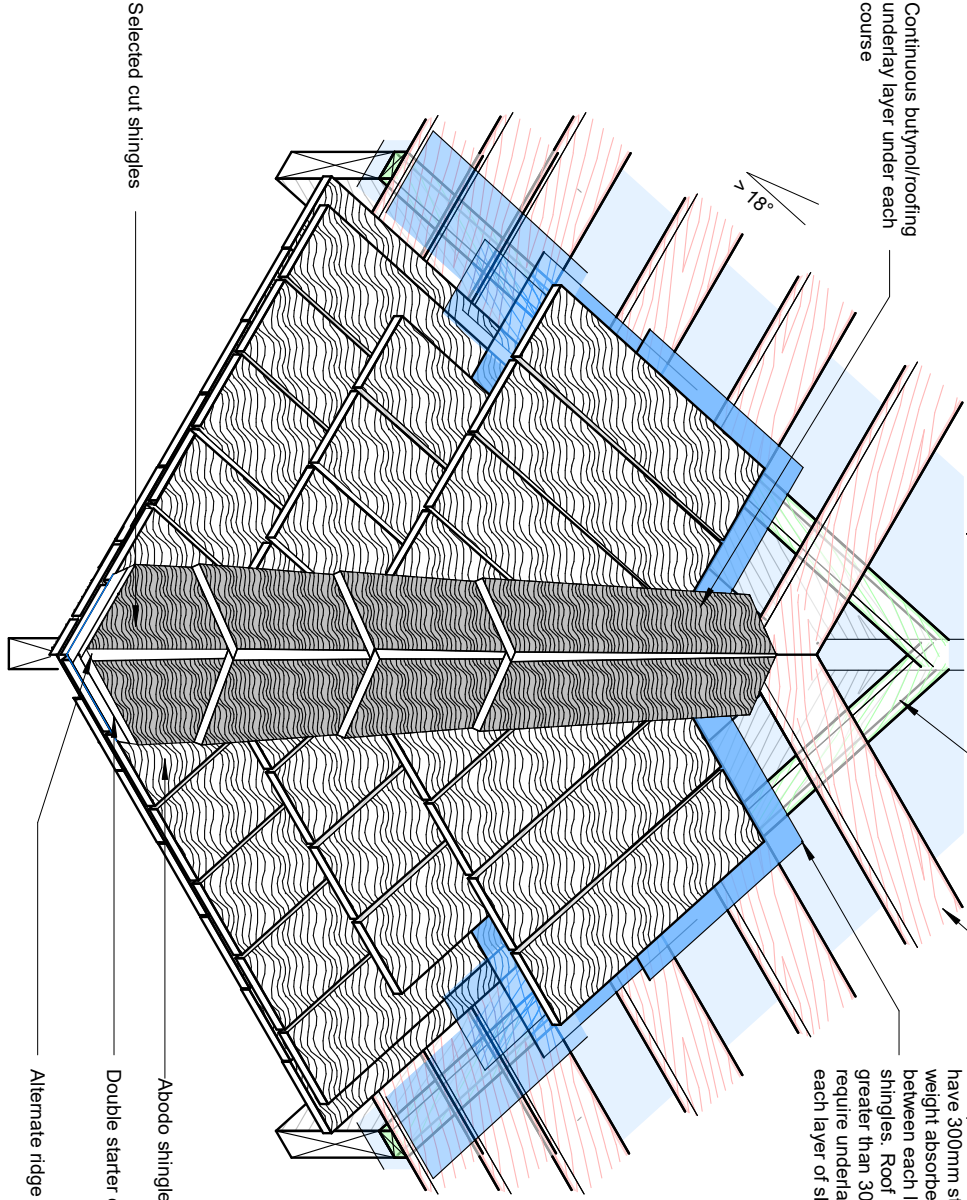 Continuous butynol/roofing
underlay layer under each
course
Selected cut shingles
> 18°
have 300mm s
weight absorbe
between each l
shingles. Roof
greater than 30
require underla
each layer of s
Abodo shingle
Double starter
Alternate ridge